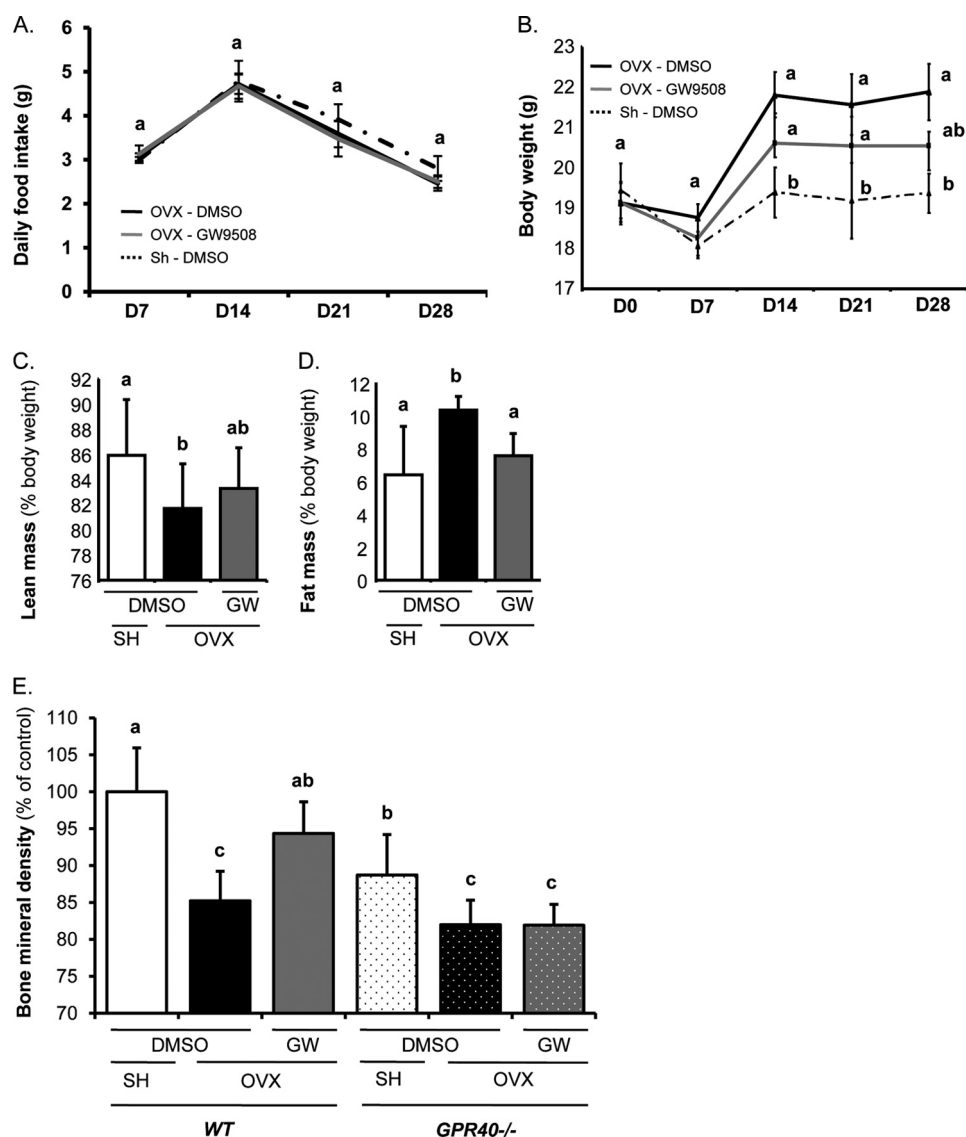 A.
Daily food intake (g)
6
5
4
3
2
1
0
a
a
a
a
OVX - DMSO
OVX - GW9508
Sh - DMSO
D7 D14 D21 D28
B.
Body weight (g)
23
22
21
20
19
18
17
OVX - DMSO
OVX - GW9508
Sh - DMSO
a
a
a
a
a
a
a
ab
b
b
b
D0 D7 D14 D21 D28
C.
Lean mass (% body weight)
92
90
88
86
84
82
80
78
76
a
b
ab
DMSO GW
SH OVX
D.
Fat mass (% body weight)
12
10
8
6
4
2
0
a
b
a
DMSO GW
SH OVX
E.
Bone mineral density (% of control)
110
100
95
90
85
80
75
70
a
c
ab
b
c
c
DMSO GW DMSO GW
SH OVX SH OVX
WT GPR40-/-